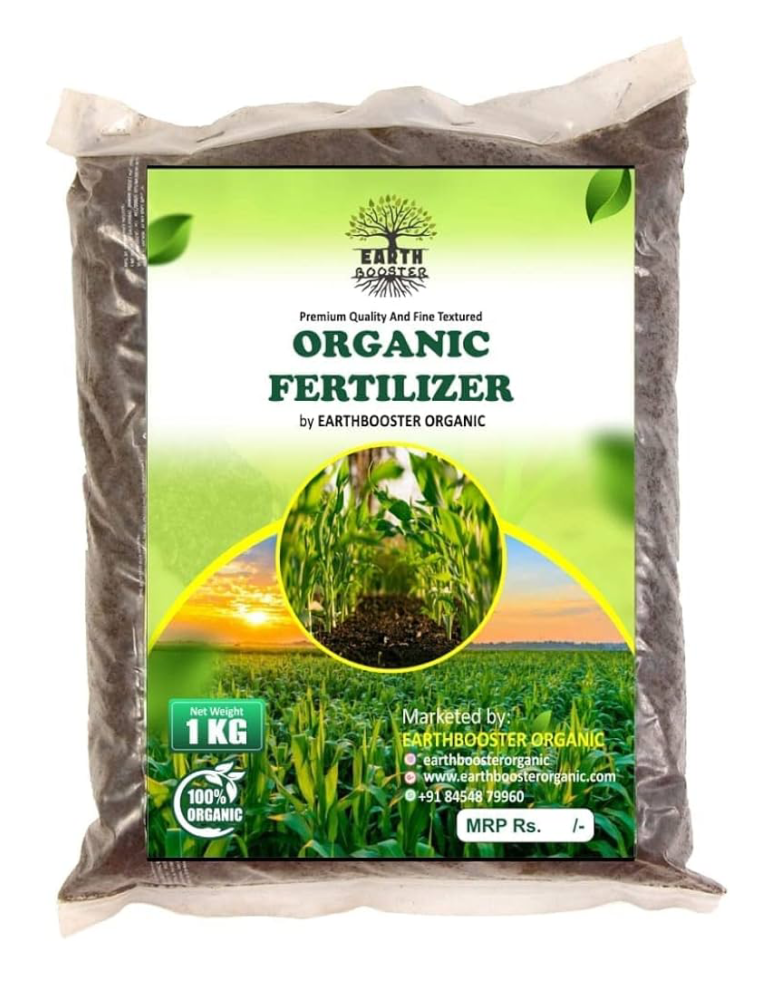 EARTH
BOOSTER
Premium Quality And Fine Textured
ORGANIC
FERTILIZER
by EARTHBOOSTER ORGANIC
Net Weight
1 KG
100%
ORGANIC
Marketed by:
EARTHBOOSTER ORGANIC
earthboosterorganic
www.earthboosterorganic.com
+91 84548 79960
MRP Rs. /-